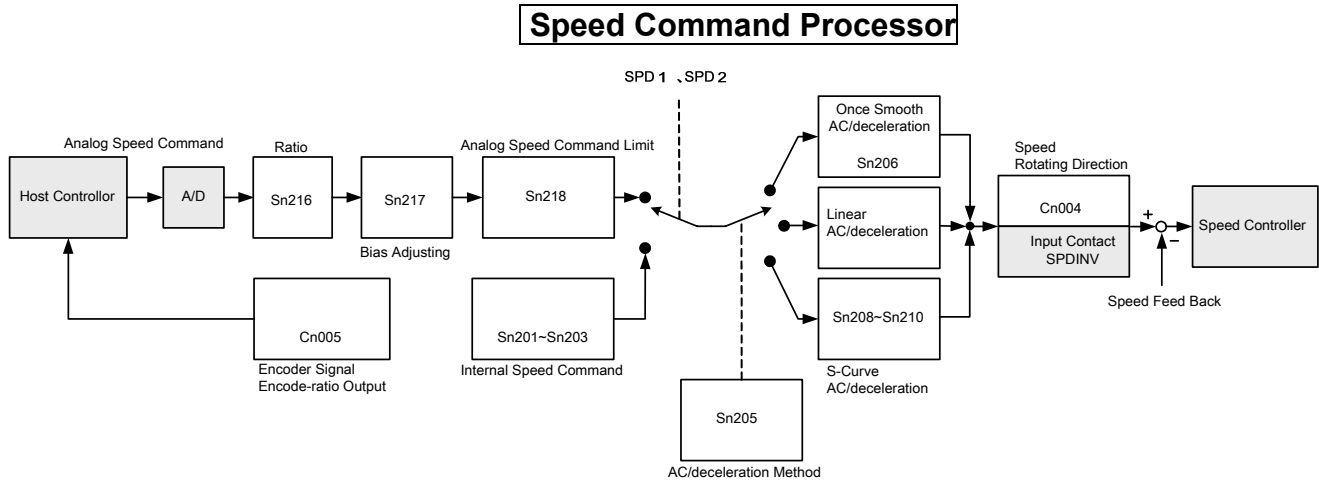 Speed Command Processor
SPD 1 、SPD 2
Analog Speed Command
Host Controllor
A/D
Ratio
Sn216
Sn217
Bias Adjusting
Analog Speed Command Limit
Sn218
Once Smooth
AC/deceleration
Sn206
Linear
AC/deceleration
Sn208~Sn210
S-Curve
AC/deceleration
Speed
Rotating Direction
Cn004
Input Contact
SPDINV
+
−
Speed Feed Back
Speed Controller
Cn005
Encoder Signal
Encode-ratio Output
Sn201~Sn203
Internal Speed Command
Sn205
AC/deceleration Method